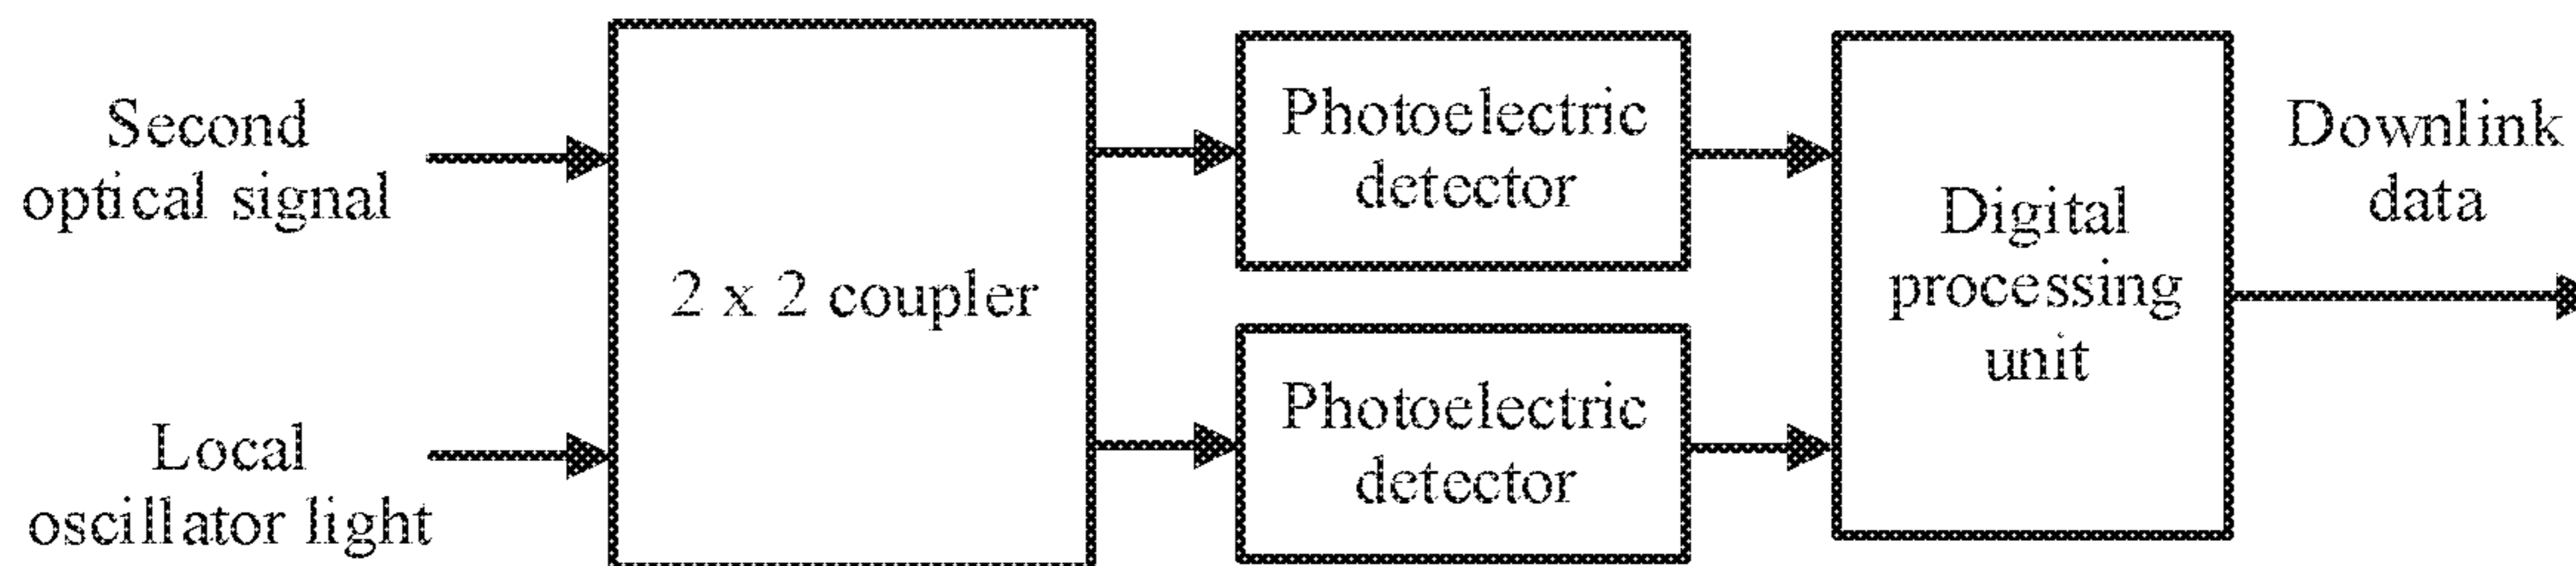 Second
optical signal
Local
oscillator light
2 x 2 coupler
Photoelectric
detector
Photoelectric
detector
Digital
processing
unit
Downlink
data